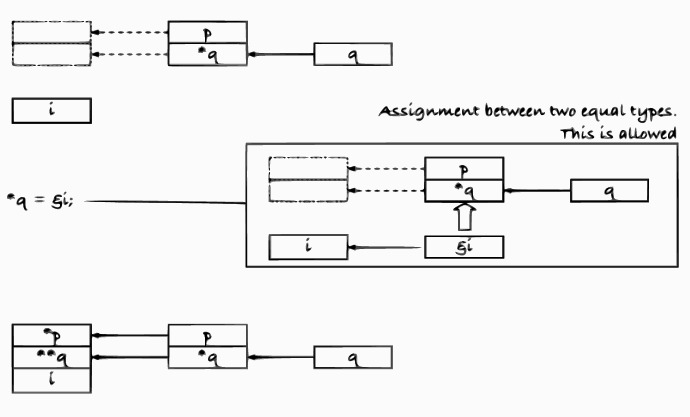 p
*q q
i
Assignment between two equal types.
This is allowed
p
*q q
*q = &i;
i &i
*p p
**q *q q
i